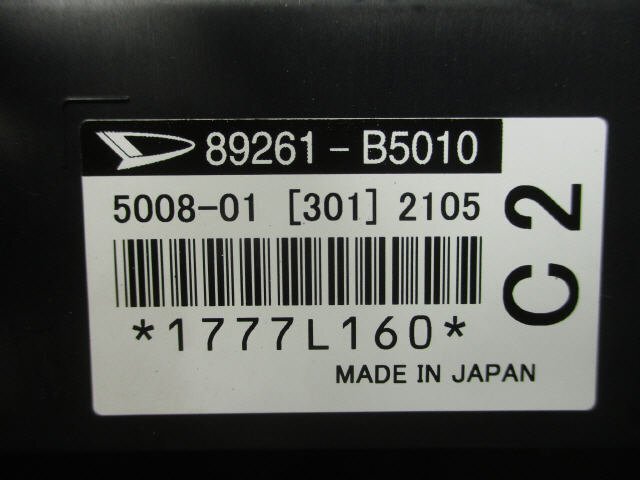 89261-B5010
5008-01 [301] 2105
*1777L160*
MADE IN JAPAN
C2